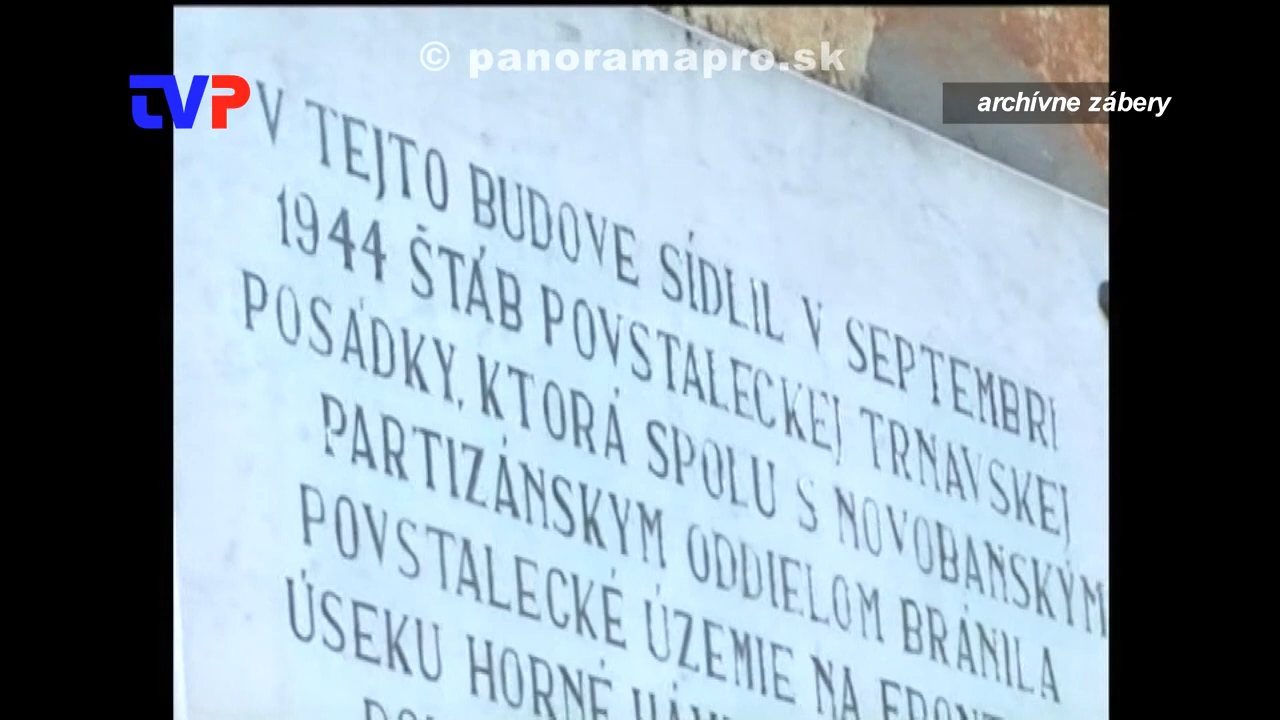 © panoramapro.sk
TVP
archívne zábery
V TEJTO BUDOVE SÍDLIL V SEPTEMBRI
1944 ŠTÁB POVSTALECKEJ TRNAVSKEJ
POSÁDKY, KTORÁ SPOLU S NOVOBANSKÝM
PARTIZÁNSKYM ODDIELOM BRÁNILA
POVSTALECKÉ ÚZEMIE NA
ÚSEKU HORNÉ